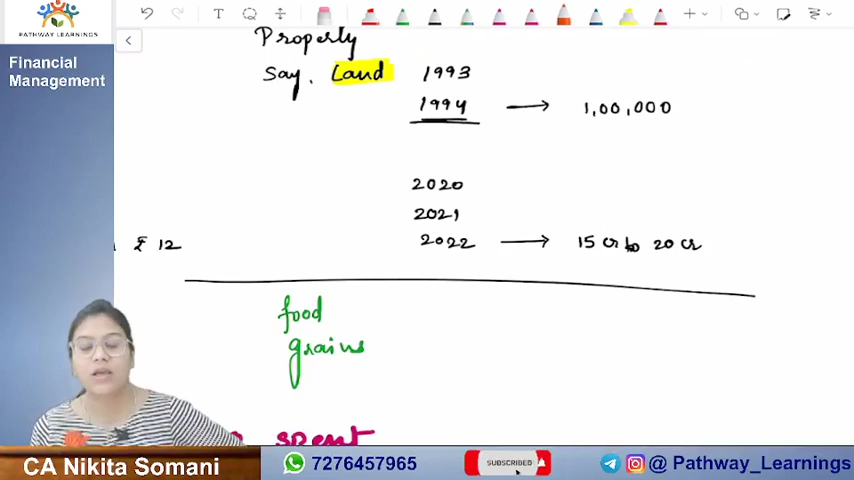 PATHWAY LEARNINGS
Financial
Management
Property
Say. Land 1993
1994 → 1,00,000
2020
2021
₹ 12 2022 → 15 cr to 20 cr
food
grains
spent
CA Nikita Somani
7276457965
SUBSCRIBED
@ Pathway_Learnings